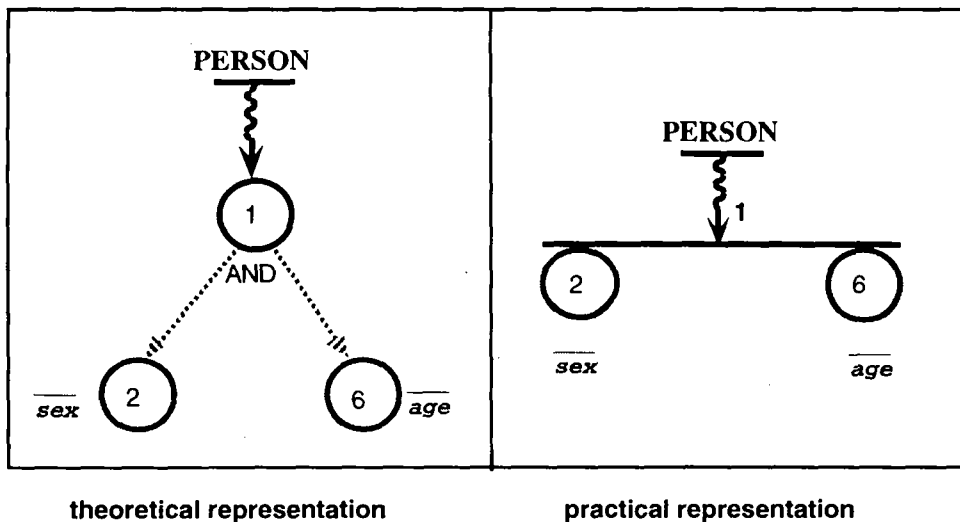 PERSON
1
AND
sex 2
6 age
theoretical representation
PERSON
1
2
6
sex
age
practical representation